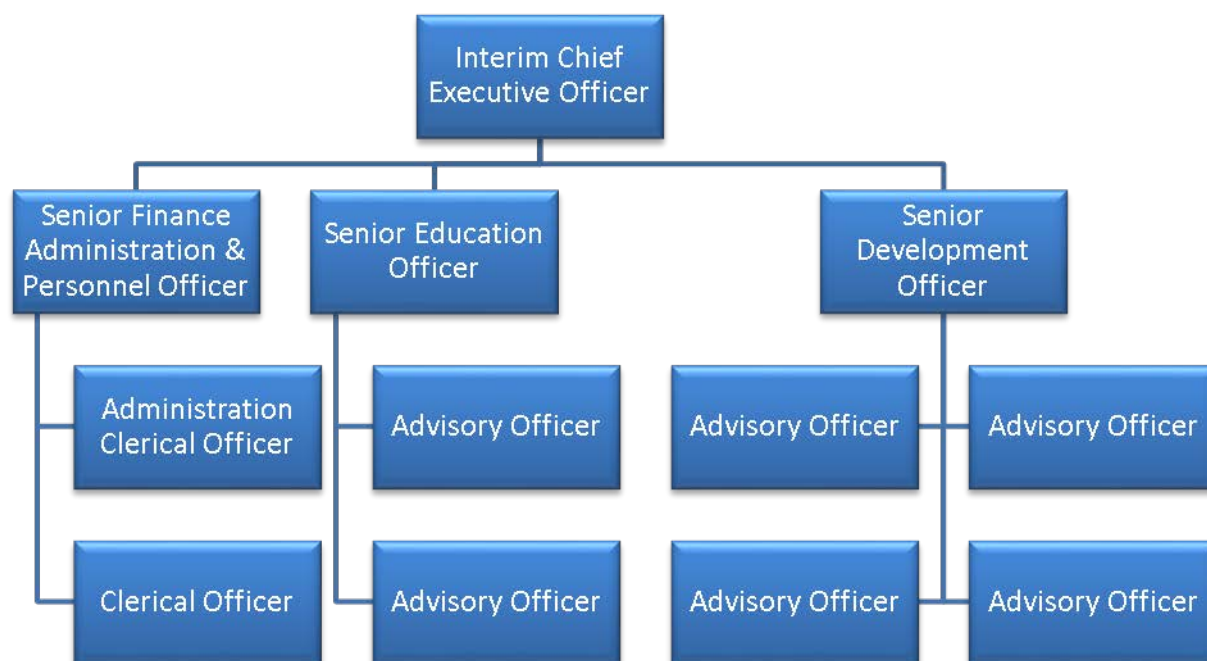 Interim Chief
Executive Officer
Senior Finance
Administration &
Personnel Officer
Senior Education
Officer
Senior
Development
Officer
Administration
Clerical Officer
Advisory Officer
Advisory Officer
Advisory Officer
Clerical Officer
Advisory Officer
Advisory Officer
Advisory Officer